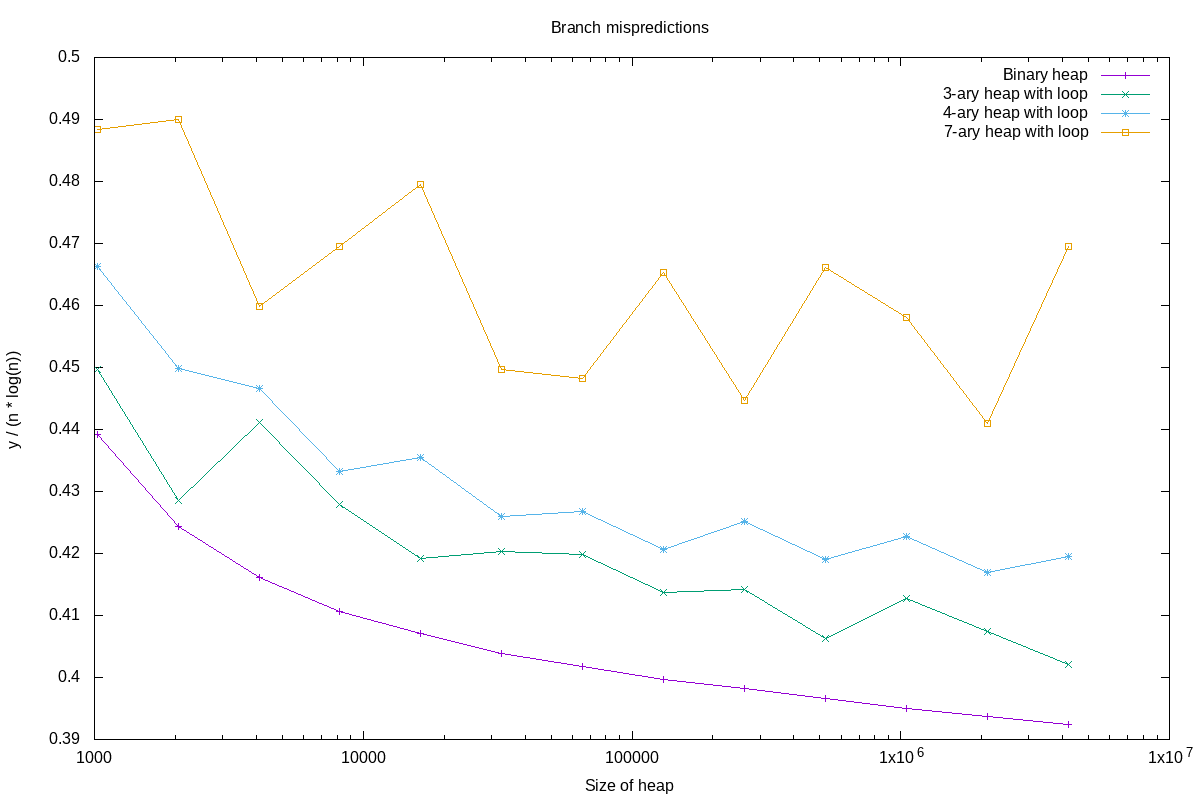 Branch mispredictions
0.5
0.49
0.48
0.47
0.46
0.45
0.44
0.43
0.42
0.41
0.4
0.39
y / (n * log(n))
Binary heap
3-ary heap with loop
4-ary heap with loop
7-ary heap with loop
1000 10000 100000 1x10^6 1x10^7
Size of heap